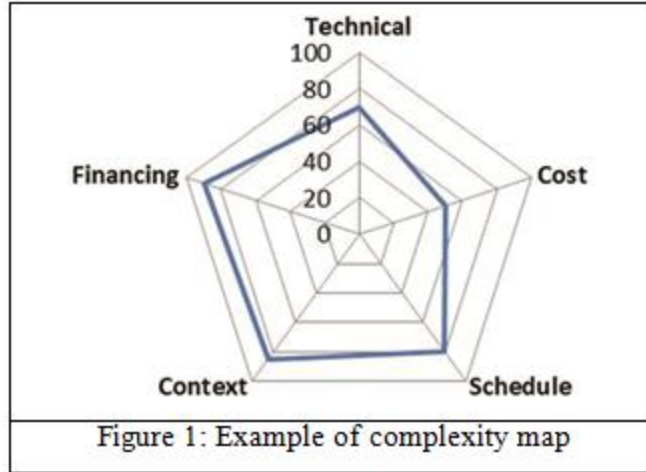 Technical
100
80
60
40
20
0
Financing
Cost
Context
Schedule
Figure 1: Example of complexity map